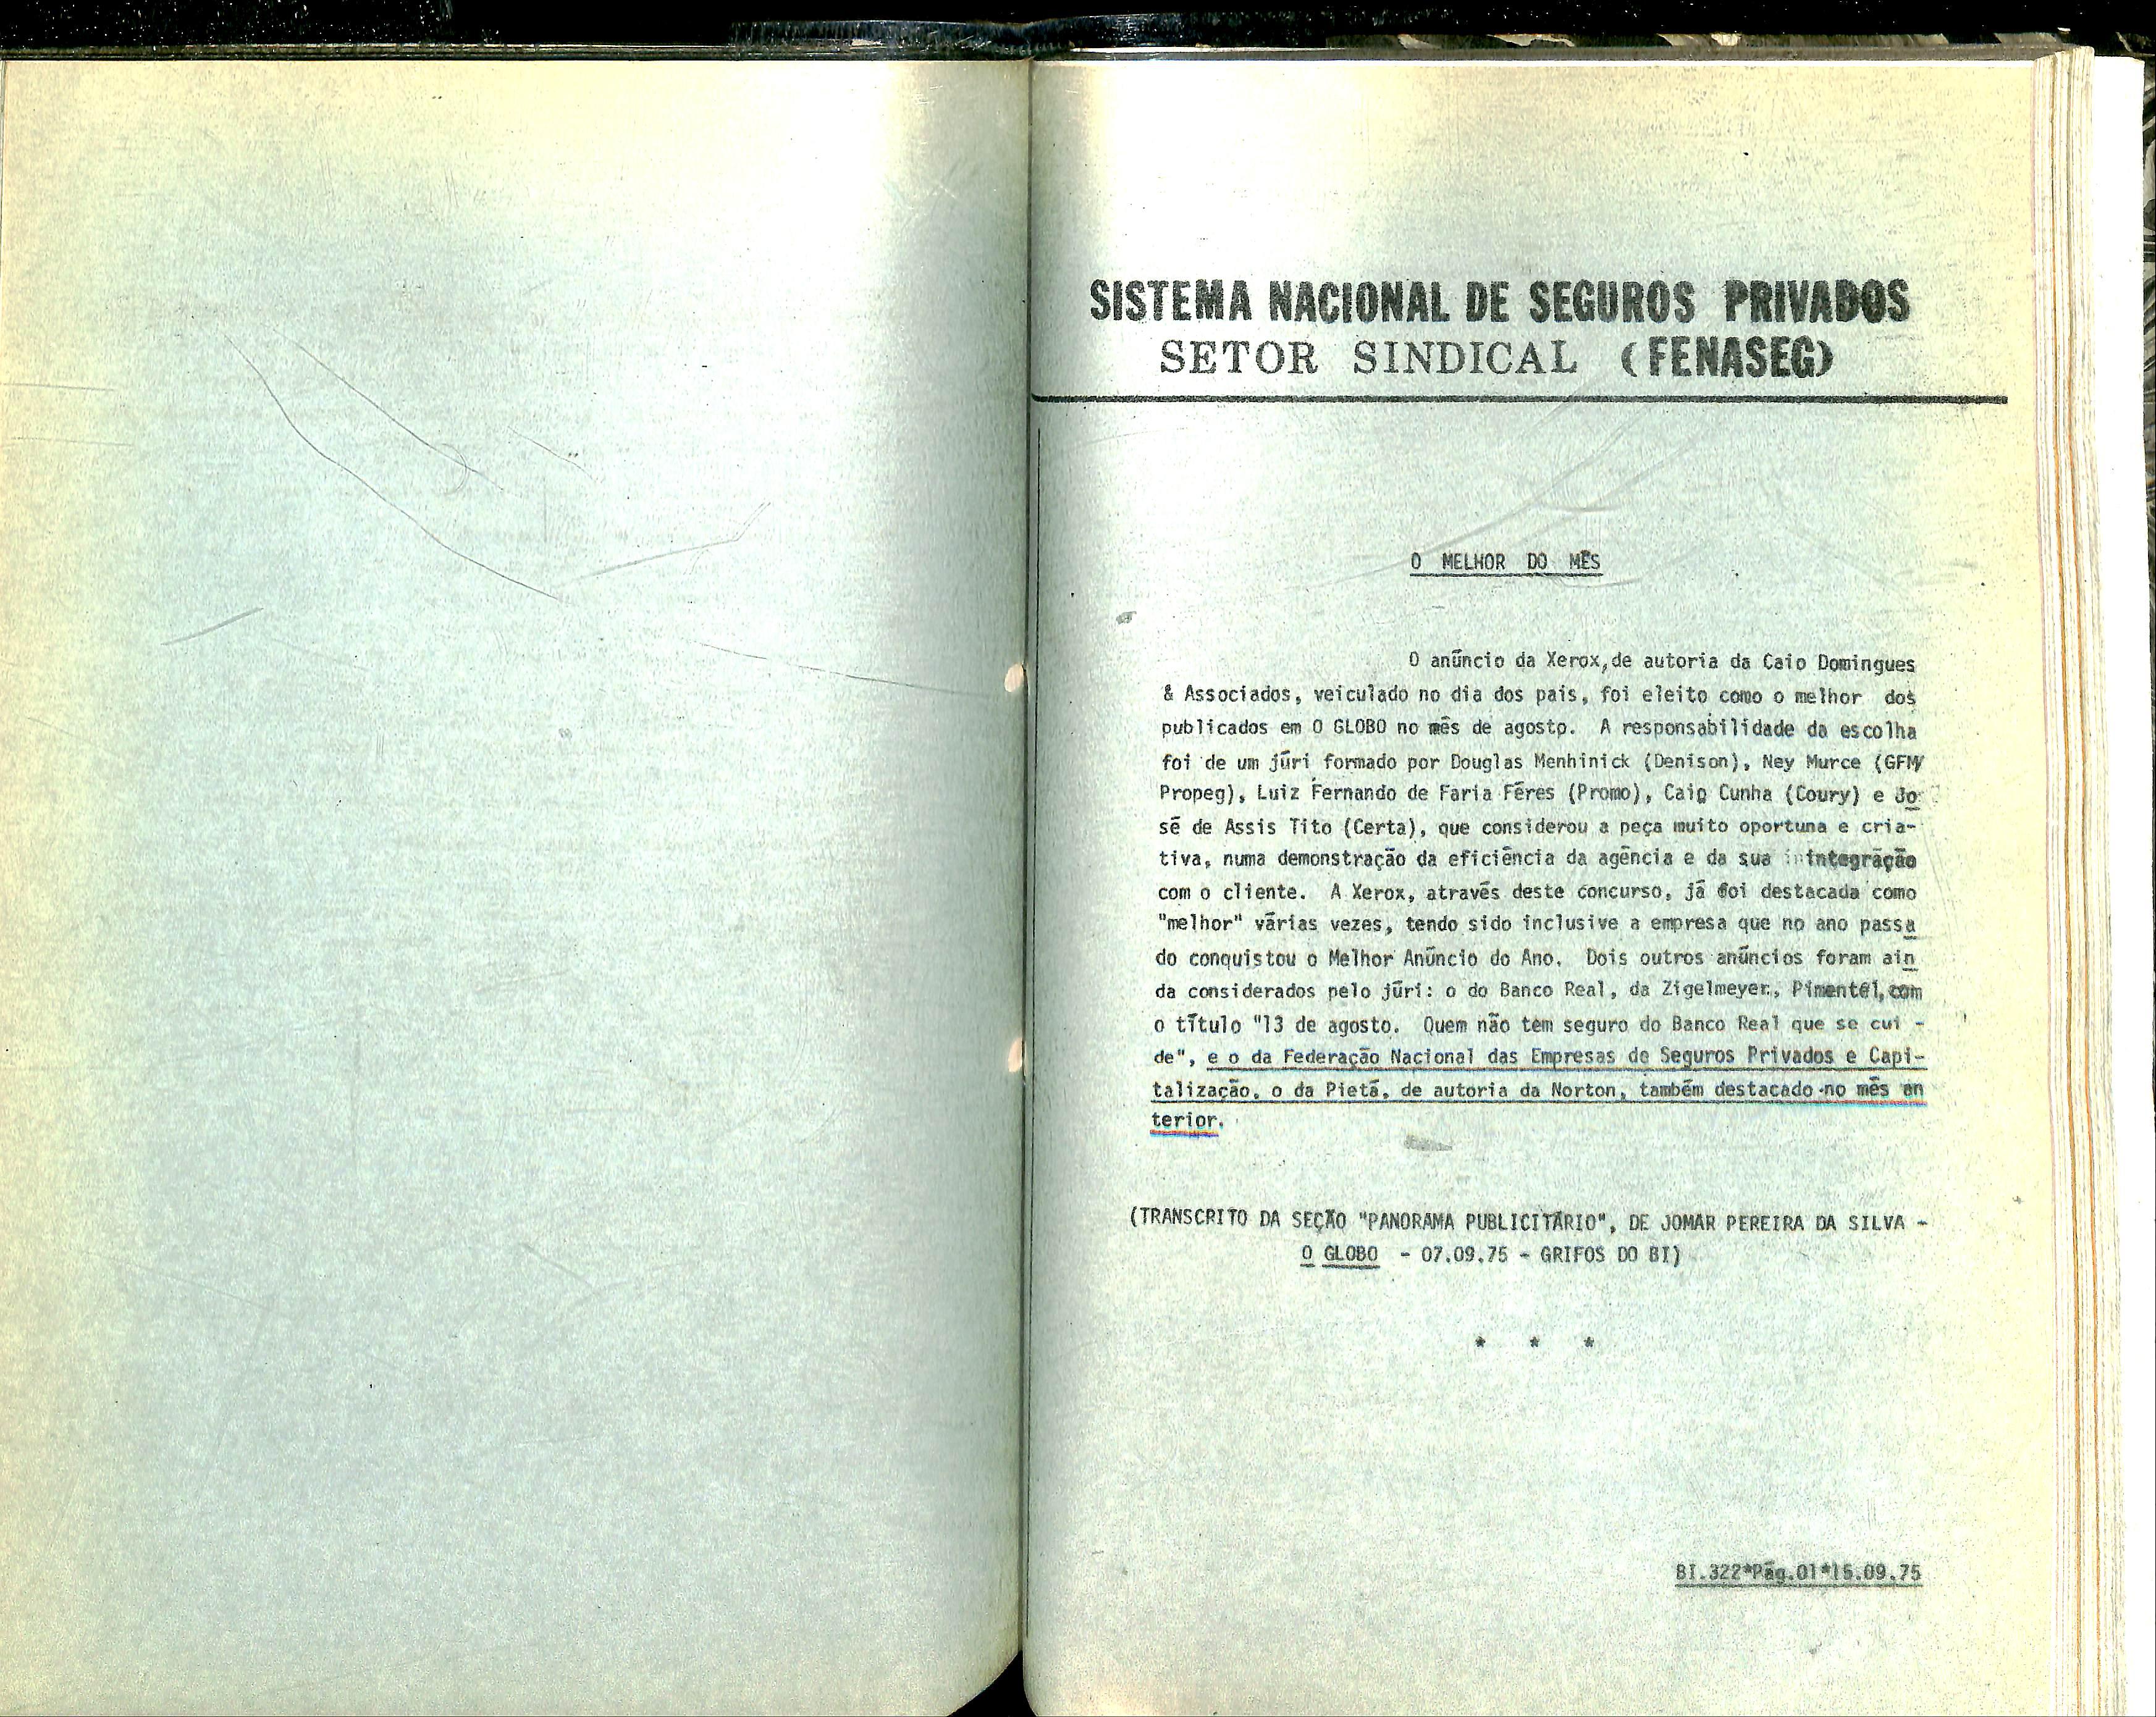 SISTEMA NACIONAL DE SEGUROS PRIVADOS
SETOR SINDICAL (FENASEG)
O MELHOR DO MÊS
O anúncio da Xerox, de autoria da Caio Domingues
& Associados, veiculado no dia dos pais, foi eleito como o melhor dos
publicados em O GLOBO no mês de agosto. A responsabilidade da escolha
foi de um júri formado por Douglas Menhinick (Denison), Ney Murce (GFM/
Propeg), Luiz Fernando de Faria Féres (Promo), Caio Cunha (Coury) e Jo
sé de Assis Tito (Certa), que considerou a peça muito oportuna e cria-
tiva, numa demonstração da eficiência da agência e da sua integração
com o cliente. A Xerox, através deste concurso, já foi destacada como
"melhor" várias vezes, tendo sido inclusive a empresa que no ano passa
do conquistou o Melhor Anúncio do Ano. Dois outros anúncios foram ain
da considerados pelo júri: o do Banco Real, da Zigelmeyer, Pimentel, com
o título "13 de agosto. Quem não tem seguro do Banco Real que se cui -
de", e o da Federação Nacional das Empresas de Seguros Privados e Capi-
talização, o da Pietá, de autoria da Norton, também destacado no mês an
terior.
(TRANSCRITO DA SEÇÃO "PANORAMA PUBLICITÁRIO", DE JOMAR PEREIRA DA SILVA -
O GLOBO - 07.09.75 - GRIFOS DO BI)
* * *
BI.322*Pág.01*15.09.75